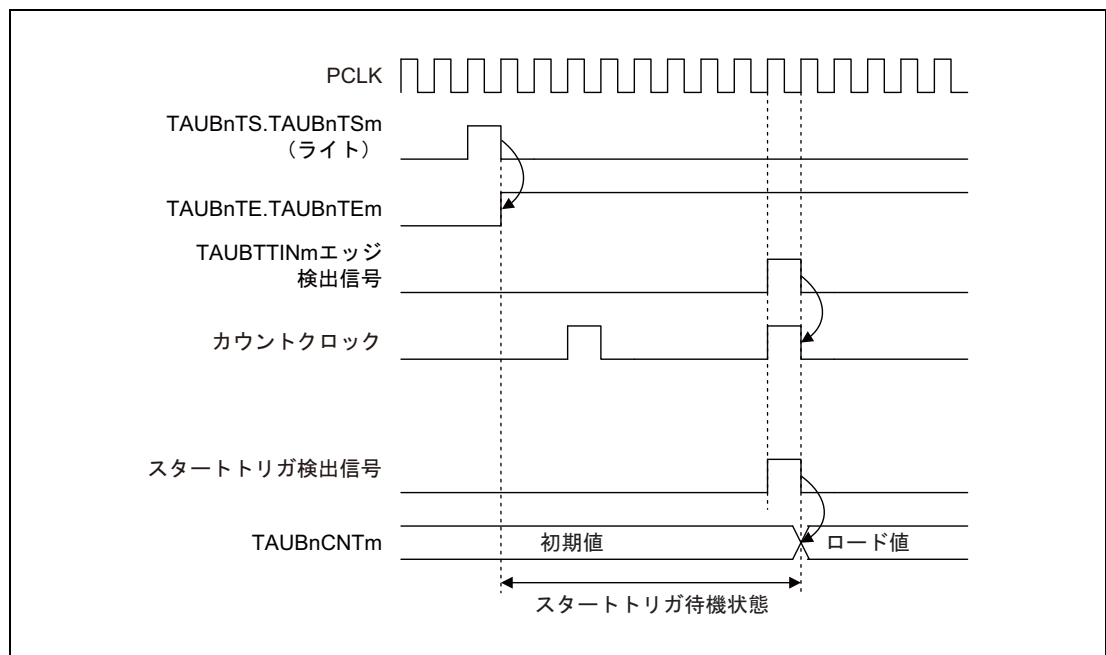 PCLK
TAUBnTS.TAUBnTSm
（ライト）
TAUBnTE.TAUBnTEm
TAUBTTINmエッジ
検出信号
カウントクロック
スタートトリガ検出信号
TAUBnCNTm
初期値
ロード値
スタートトリガ待機状態